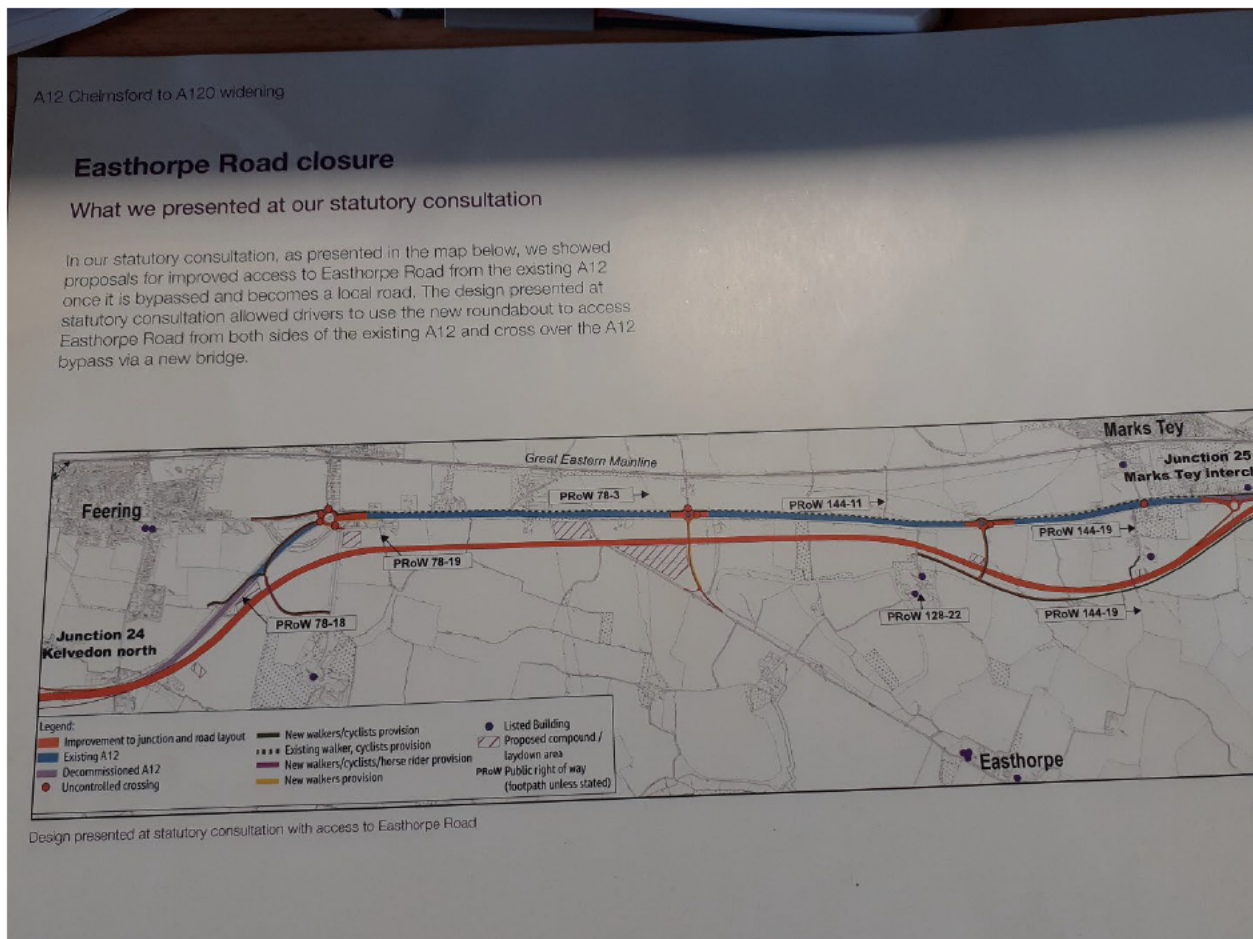 A12 Chelmsford to A120 widening
Easthorpe Road closure
What we presented at our statutory consultation
In our statutory consultation, as presented in the map below, we showed
proposals for improved access to Easthorpe Road from the existing A12
once it is bypassed and becomes a local road. The design presented at
statutory consultation allowed drivers to use the new roundabout to access
Easthorpe Road from both sides of the existing A12 and cross over the A12
bypass via a new bridge.
Marks Tey
Great Eastern Mainline
Junction 25
Marks Tey interch
Feering
PRoW 78-3
PRoW 144-11
PRoW 144-19
PRoW 78-19
PRoW 78-18
PRoW 128-22
PRoW 144-19
Junction 24
Kelvedon north
Easthorpe
Legend:
Improvement to junction and road layout
Existing A12
Decommissioned A12
Uncontrolled crossing
New walkers/cyclists provision
Existing walker, cyclists provision
New walkers/cyclists/horse rider provision
New walkers provision
Listed Building
Proposed compound /
laydown area
PRoW Public right of way
(footpath unless stated)
Design presented at statutory consultation with access to Easthorpe Road